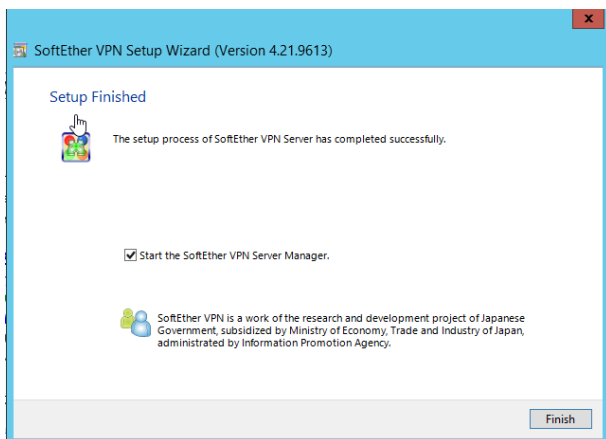 SoftEther VPN Setup Wizard (Version 4.21.9613)
Setup Finished
The setup process of SoftEther VPN Server has completed successfully.
Start the SoftEther VPN Server Manager.
SoftEther VPN is a work of the research and development project of Japanese
Government, subsidized by Ministry of Economy, Trade and Industry of Japan,
administrated by Information Promotion Agency.
Finish